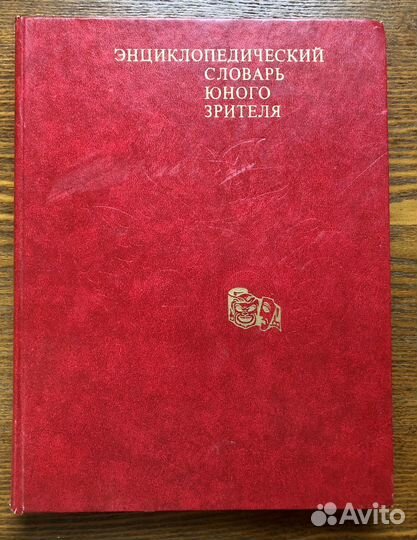 ЭНЦИКЛОПЕДИЧЕСКИЙ
СЛОВАРЬ
ЮНОГО
ЗРИТЕЛЯ
Avito